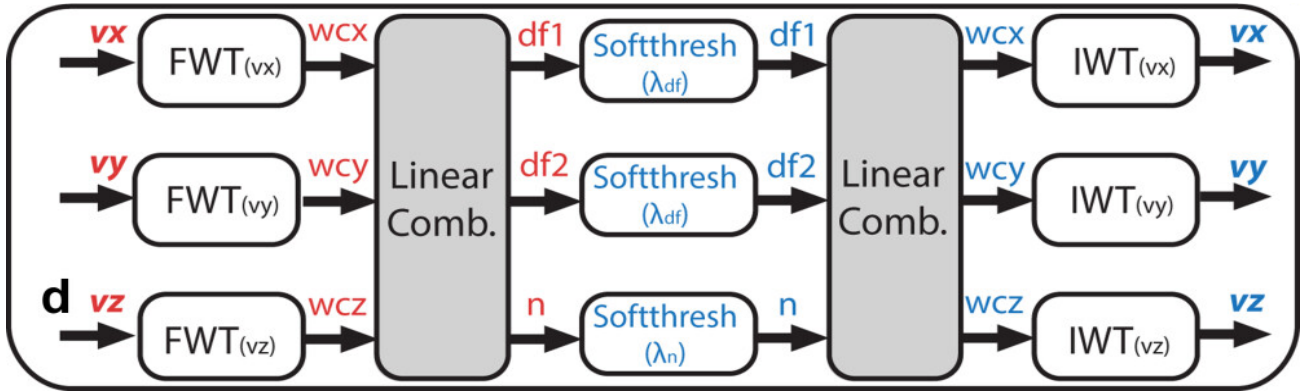 vx wcx df1 df1 wcx vx
FWT(vx) Softthresh (λdf) IWT(vx)
vy wcy df2 df2 wcy vy
FWT(vy) Linear Comb. Softthresh (λdf) Linear Comb. IWT(vy)
d vz wcz n n wcz vz
FWT(vz) Softthresh (λn) IWT(vz)